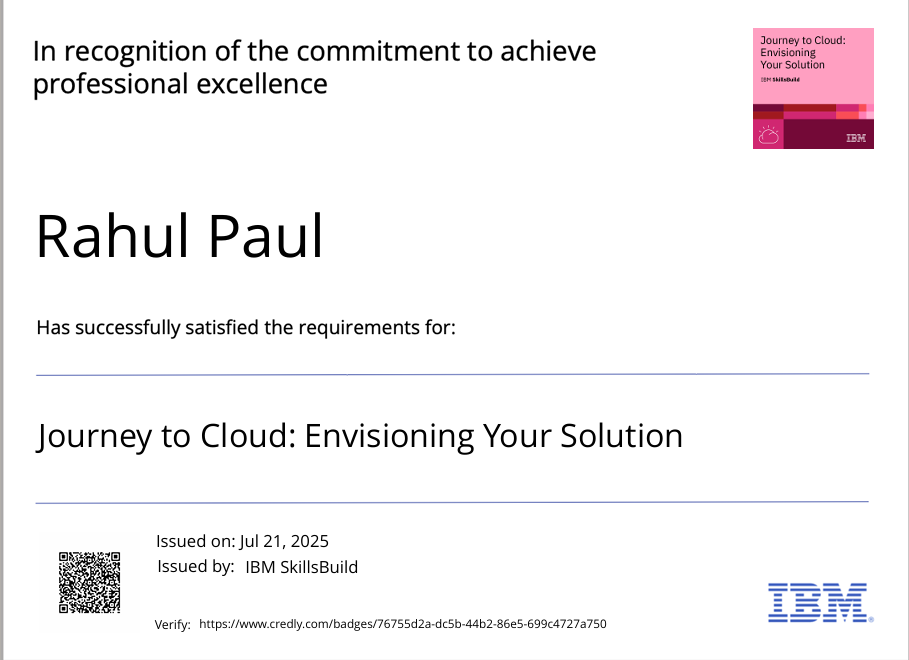 In recognition of the commitment to achieve
professional excellence
Journey to Cloud:
Envisioning
Your Solution
IBM SkillsBuild
IBM
Rahul Paul
Has successfully satisfied the requirements for:
Journey to Cloud: Envisioning Your Solution
Issued on: Jul 21, 2025
Issued by: IBM SkillsBuild
Verify: https://www.credly.com/badges/76755d2a-dc5b-44b2-86e5-699c4727a750
IBM®